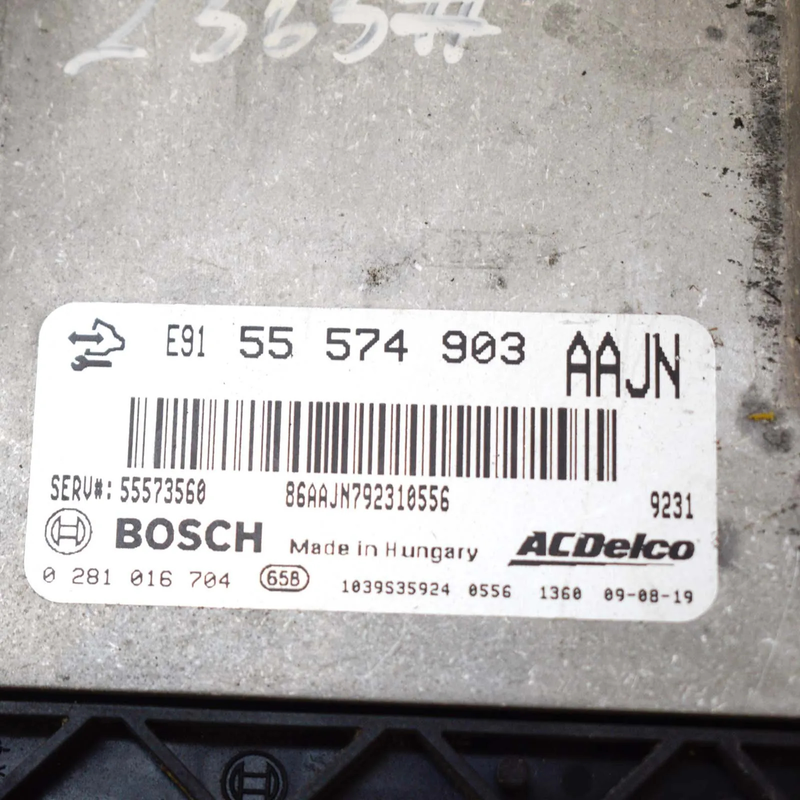 E91 55 574 903 AAJN
SERV#: 55573560 86AAJN792310556 9231
BOSCH Made in Hungary ACDelco
0 281 016 704 658 1039S35924 0556 1360 09-08-19